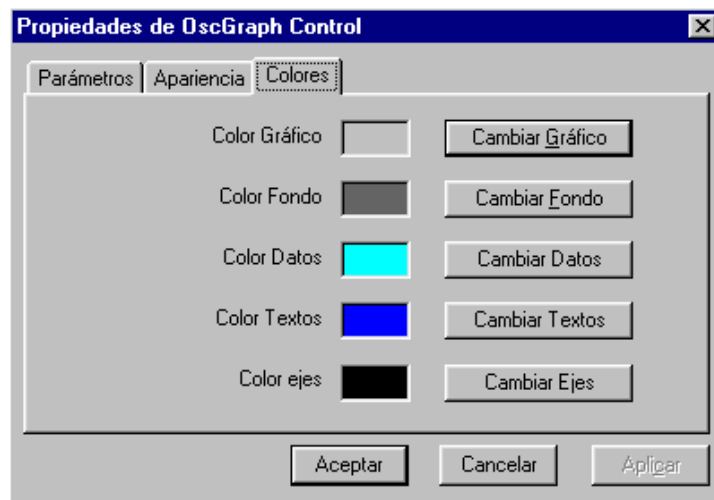 Propiedades de OscGraph Control
Parámetros Apariencia Colores
Color Gráfico Cambiar Gráfico
Color Fondo Cambiar Fondo
Color Datos Cambiar Datos
Color Textos Cambiar Textos
Color ejes Cambiar Ejes
Aceptar Cancelar Aplicar